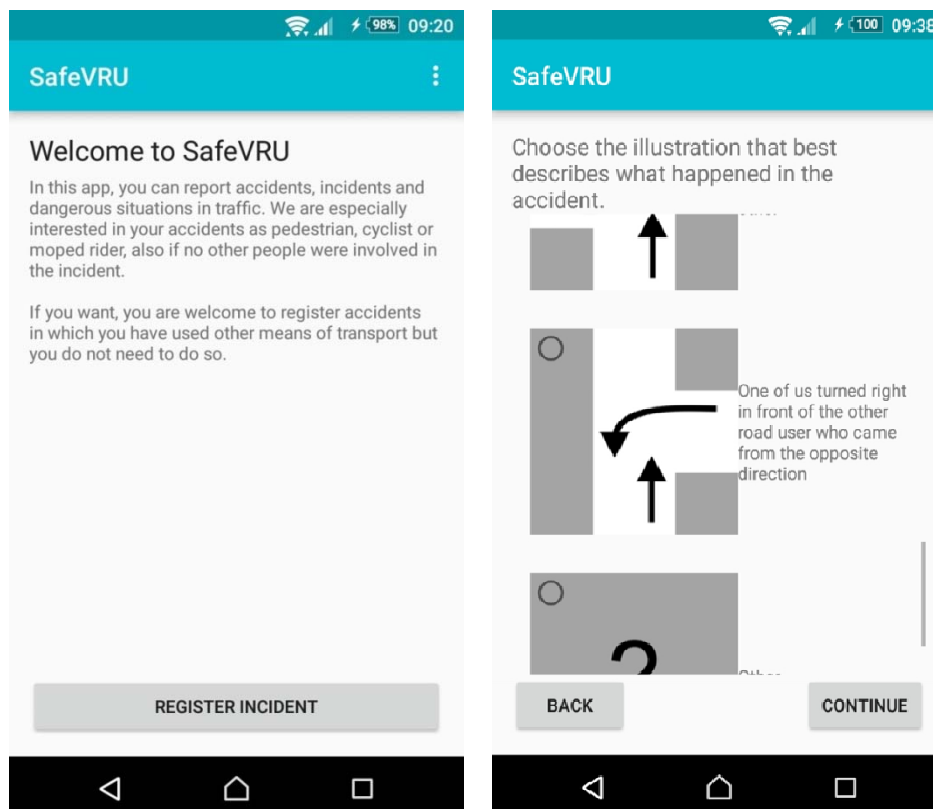 98% 09:20
SafeVRU
Welcome to SafeVRU
In this app, you can report accidents, incidents and
dangerous situations in traffic. We are especially
interested in your accidents as pedestrian, cyclist or
moped rider, also if no other people were involved in
the incident.
If you want, you are welcome to register accidents
in which you have used other means of transport but
you do not need to do so.
REGISTER INCIDENT
100 09:38
SafeVRU
Choose the illustration that best
describes what happened in the
accident.
One of us turned right
in front of the other
road user who came
from the opposite
direction
?
Other
BACK
CONTINUE